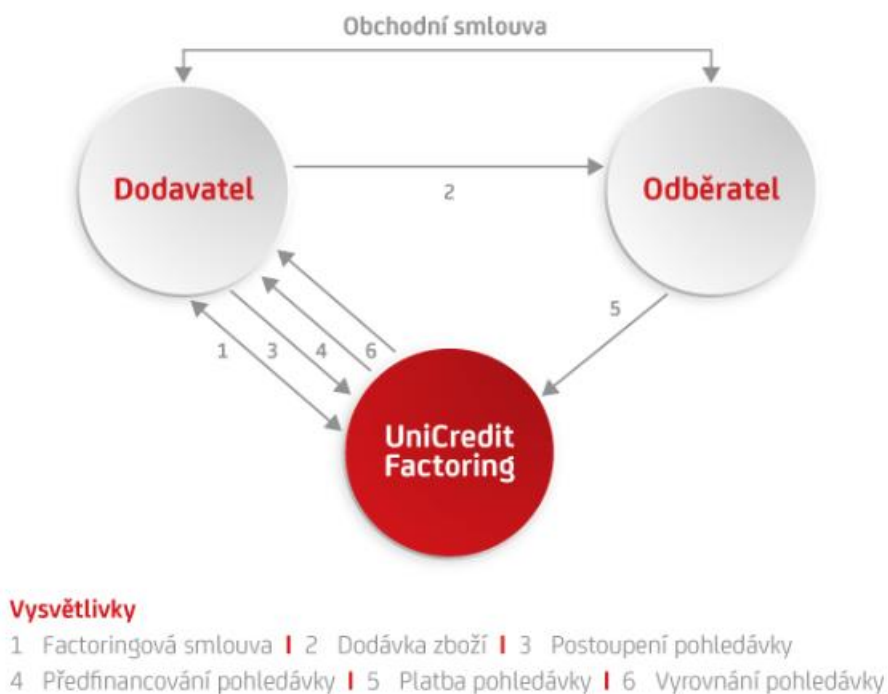 Obchodní smlouva
Dodavatel
2
Odběratel
1
3
4
6
5
UniCredit
Factoring
Vysvětlivky
1 Factoringová smlouva I 2 Dodávka zboží I 3 Postoupení pohledávky
4 Předfinancování pohledávky I 5 Platba pohledávky I 6 Vyrovnání pohledávky